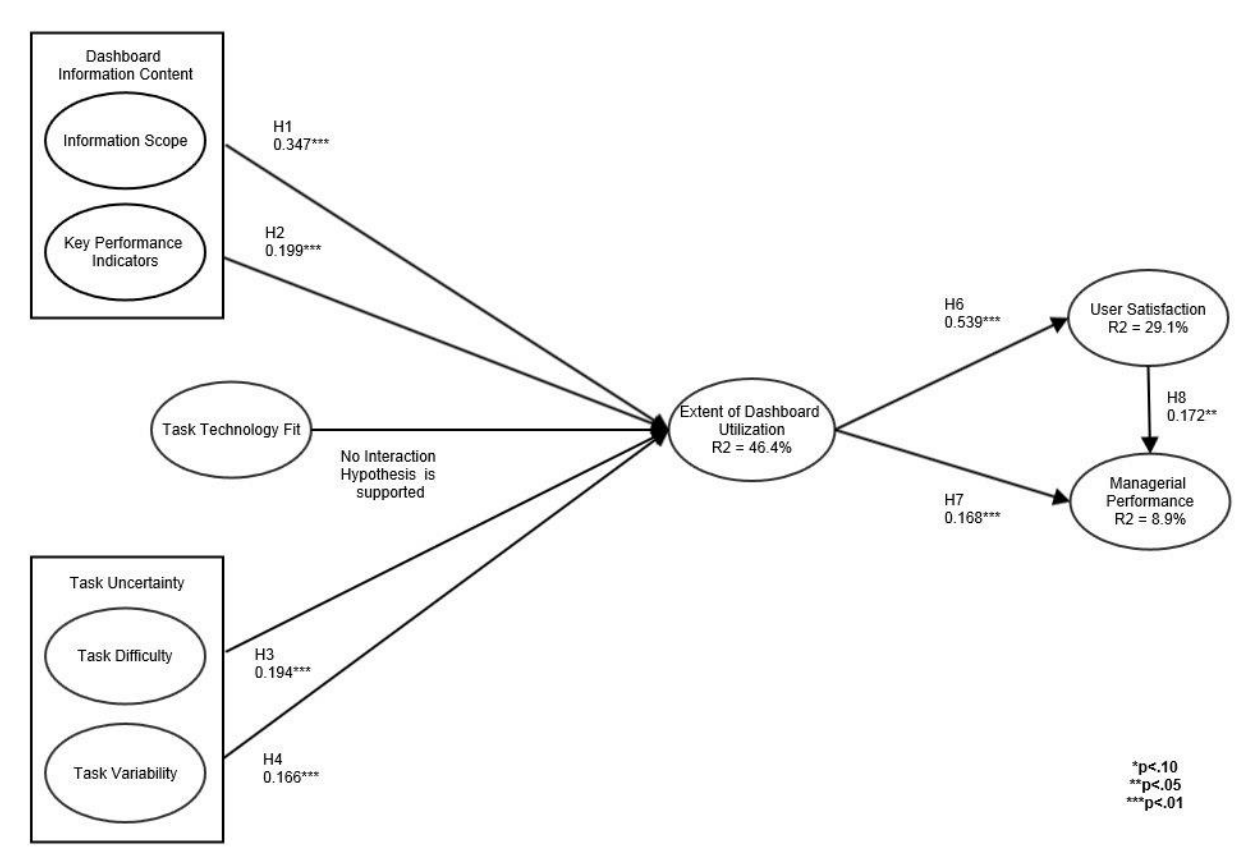 Dashboard
Information Content
Information Scope
Key Performance
Indicators
H1
0.347***
H2
0.199***
Task Technology Fit
No Interaction
Hypothesis is
supported
Extent of Dashboard
Utilization
R2 = 46.4%
H6
0.539***
User Satisfaction
R2 = 29.1%
H8
0.172**
H7
0.168***
Managerial
Performance
R2 = 8.9%
Task Uncertainty
Task Difficulty
H3
0.194***
Task Variability
H4
0.166***
*p<.10
**p<.05
***p<.01